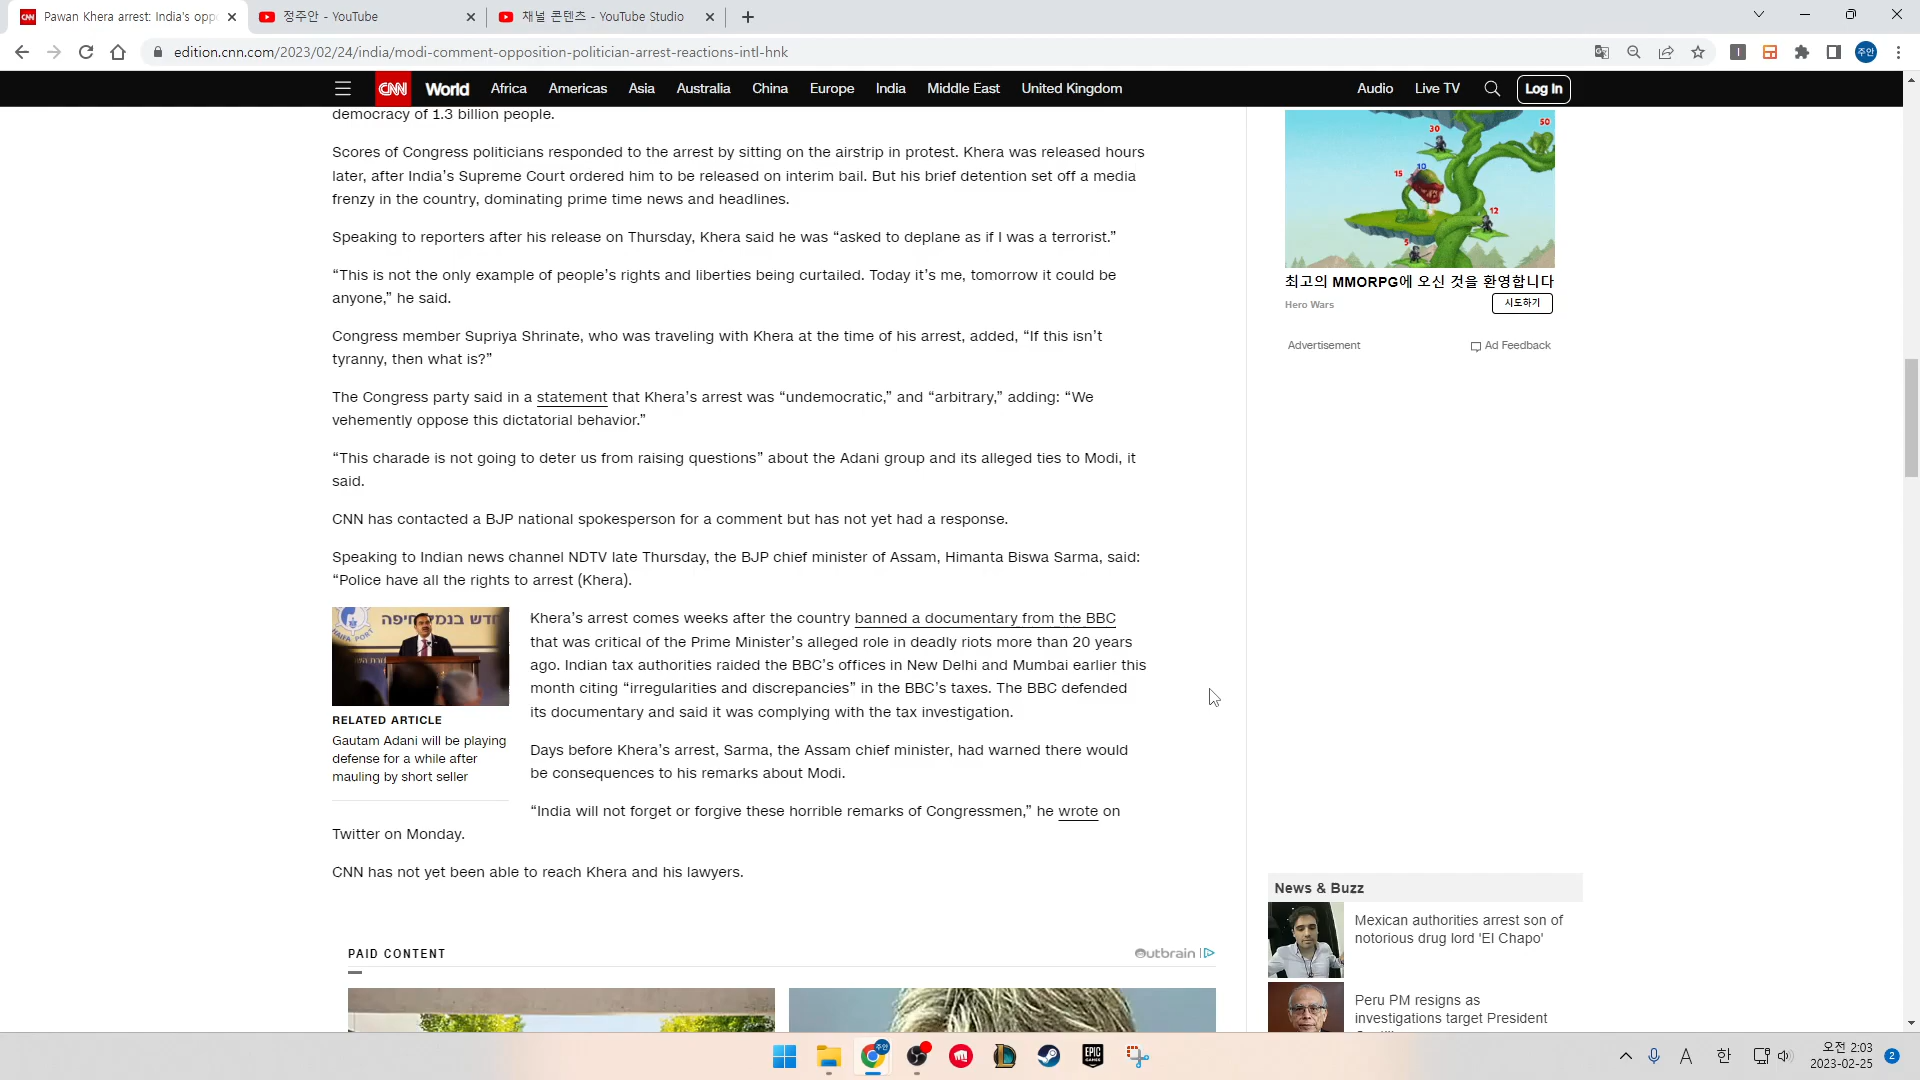 Pawan Khera arrest: India's oppo
정주안 - YouTube
채널 콘텐츠 - YouTube Studio
edition.cnn.com/2023/02/24/india/modi-comment-opposition-politician-arrest-reactions-intl-hnk
주안
CNN World Africa Americas Asia Australia China Europe India Middle East United Kingdom Audio Live TV Log In
democracy of 1.3 billion people.
Scores of Congress politicians responded to the arrest by sitting on the airstrip in protest. Khera was released hours
later, after India's Supreme Court ordered him to be released on interim bail. But his brief detention set off a media
frenzy in the country, dominating prime time news and headlines.
Speaking to reporters after his release on Thursday, Khera said he was “asked to deplane as if I was a terrorist.”
“This is not the only example of people's rights and liberties being curtailed. Today it's me, tomorrow it could be
anyone,” he said.
Congress member Supriya Shrinate, who was traveling with Khera at the time of his arrest, added, “If this isn't
tyranny, then what is?”
The Congress party said in a statement that Khera's arrest was “undemocratic,” and “arbitrary,” adding: “We
vehemently oppose this dictatorial behavior.”
“This charade is not going to deter us from raising questions” about the Adani group and its alleged ties to Modi, it
said.
CNN has contacted a BJP national spokesperson for a comment but has not yet had a response.
Speaking to Indian news channel NDTV late Thursday, the BJP chief minister of Assam, Himanta Biswa Sarma, said:
“Police have all the rights to arrest (Khera).
HAIFA PORT
RELATED ARTICLE
Gautam Adani will be playing
defense for a while after
mauling by short seller
Khera's arrest comes weeks after the country banned a documentary from the BBC
that was critical of the Prime Minister's alleged role in deadly riots more than 20 years
ago. Indian tax authorities raided the BBC's offices in New Delhi and Mumbai earlier this
month citing “irregularities and discrepancies” in the BBC's taxes. The BBC defended
its documentary and said it was complying with the tax investigation.
Days before Khera's arrest, Sarma, the Assam chief minister, had warned there would
be consequences to his remarks about Modi.
“India will not forget or forgive these horrible remarks of Congressmen,” he wrote on
Twitter on Monday.
CNN has not yet been able to reach Khera and his lawyers.
PAID CONTENT
Outbrain
30
50
10
15
12
5
최고의 MMORPG에 오신 것을 환영합니다
Hero Wars
시도하기
Advertisement
Ad Feedback
News & Buzz
Mexican authorities arrest son of
notorious drug lord 'El Chapo'
Peru PM resigns as
investigations target President
주안
EPIC GAMES
A
한
오전 2:03
2023-02-25
2